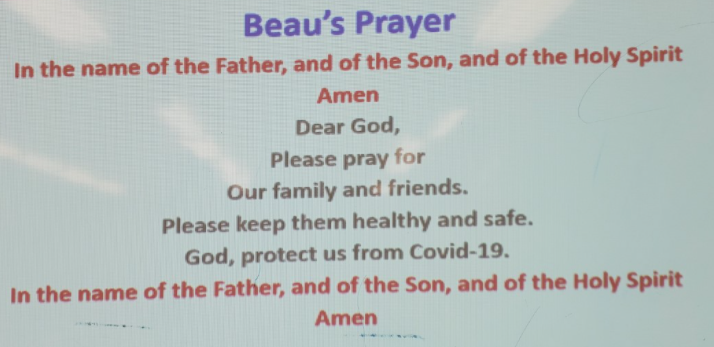 Beau's Prayer
In the name of the Father, and of the Son, and of the Holy Spirit
Amen
Dear God,
Please pray for
Our family and friends.
Please keep them healthy and safe.
God, protect us from Covid-19.
In the name of the Father, and of the Son, and of the Holy Spirit
Amen